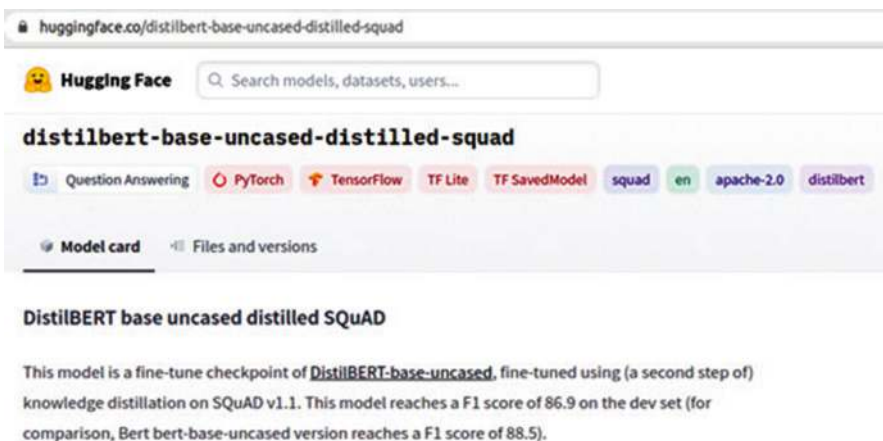 huggingface.co/distilbert-base-uncased-distilled-squad
Hugging Face Search models, datasets, users...
distilbert-base-uncased-distilled-squad
Question Answering PyTorch TensorFlow TF Lite TF SavedModel squad en apache-2.0 distilbert
Model card Files and versions
DistilBERT base uncased distilled SQuAD
This model is a fine-tune checkpoint of DistilBERT-base-uncased, fine-tuned using (a second step of)
knowledge distillation on SQuAD v1.1. This model reaches a F1 score of 86.9 on the dev set (for
comparison, Bert bert-base-uncased version reaches a F1 score of 88.5).